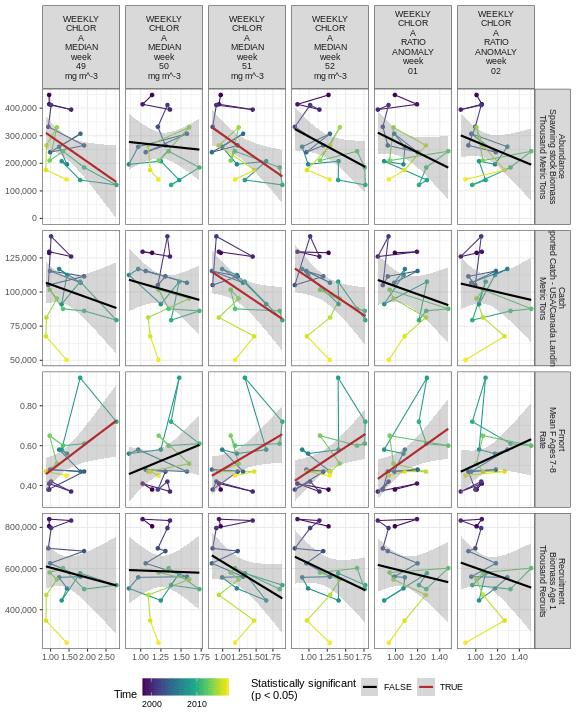 WEEKLY CHLOR A MEDIAN week 49 mg m^-3
WEEKLY CHLOR A MEDIAN week 50 mg m^-3
WEEKLY CHLOR A MEDIAN week 51 mg m^-3
WEEKLY CHLOR A MEDIAN week 52 mg m^-3
WEEKLY CHLOR A RATIO ANOMALY week 01
WEEKLY CHLOR A RATIO ANOMALY week 02
400,000
300,000
200,000
100,000
0
Abundance
Spawning stock Biomass
Thousand Metric Tons
125,000
100,000
75,000
50,000
Catch
ported Catch - USA/Canada Landin
Metric Tons
0.80
0.60
0.40
Fmort
Mean F Ages 7-8
Rate
800,000
600,000
400,000
Recruitment
Biomass Age 1
Thousand Recruits
1.00 1.50 2.00 2.50
1.00 1.25 1.50 1.75
1.00 1.25 1.50 1.75
1.00 1.25 1.50 1.75
1.00 1.20 1.40
1.00 1.20 1.40
Time
2000 2010
Statistically significant
(p < 0.05)
FALSE
TRUE